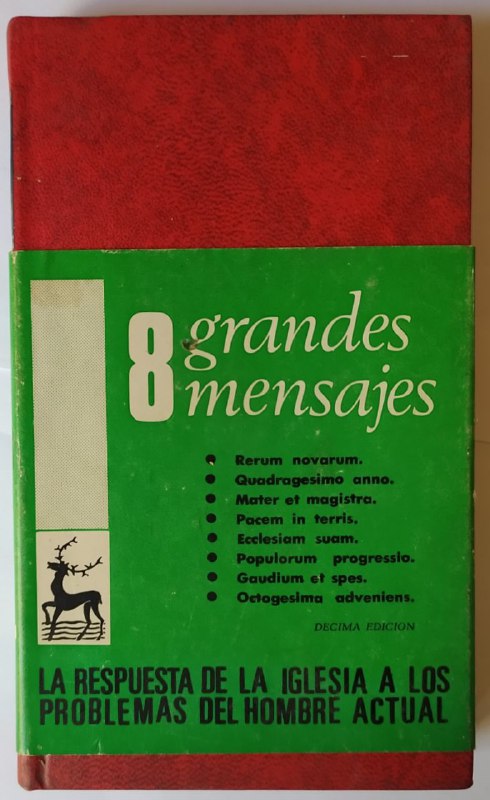 8 grandes
mensajes
• Rerum novarum.
• Quadragesimo anno.
• Mater et magistra.
• Pacem in terris.
• Ecclesiam suam.
• Populorum progressio.
• Gaudium et spes.
• Octogesima adveniens.
DECIMA EDICION
LA RESPUESTA DE LA IGLESIA A LOS
PROBLEMAS DEL HOMBRE ACTUAL